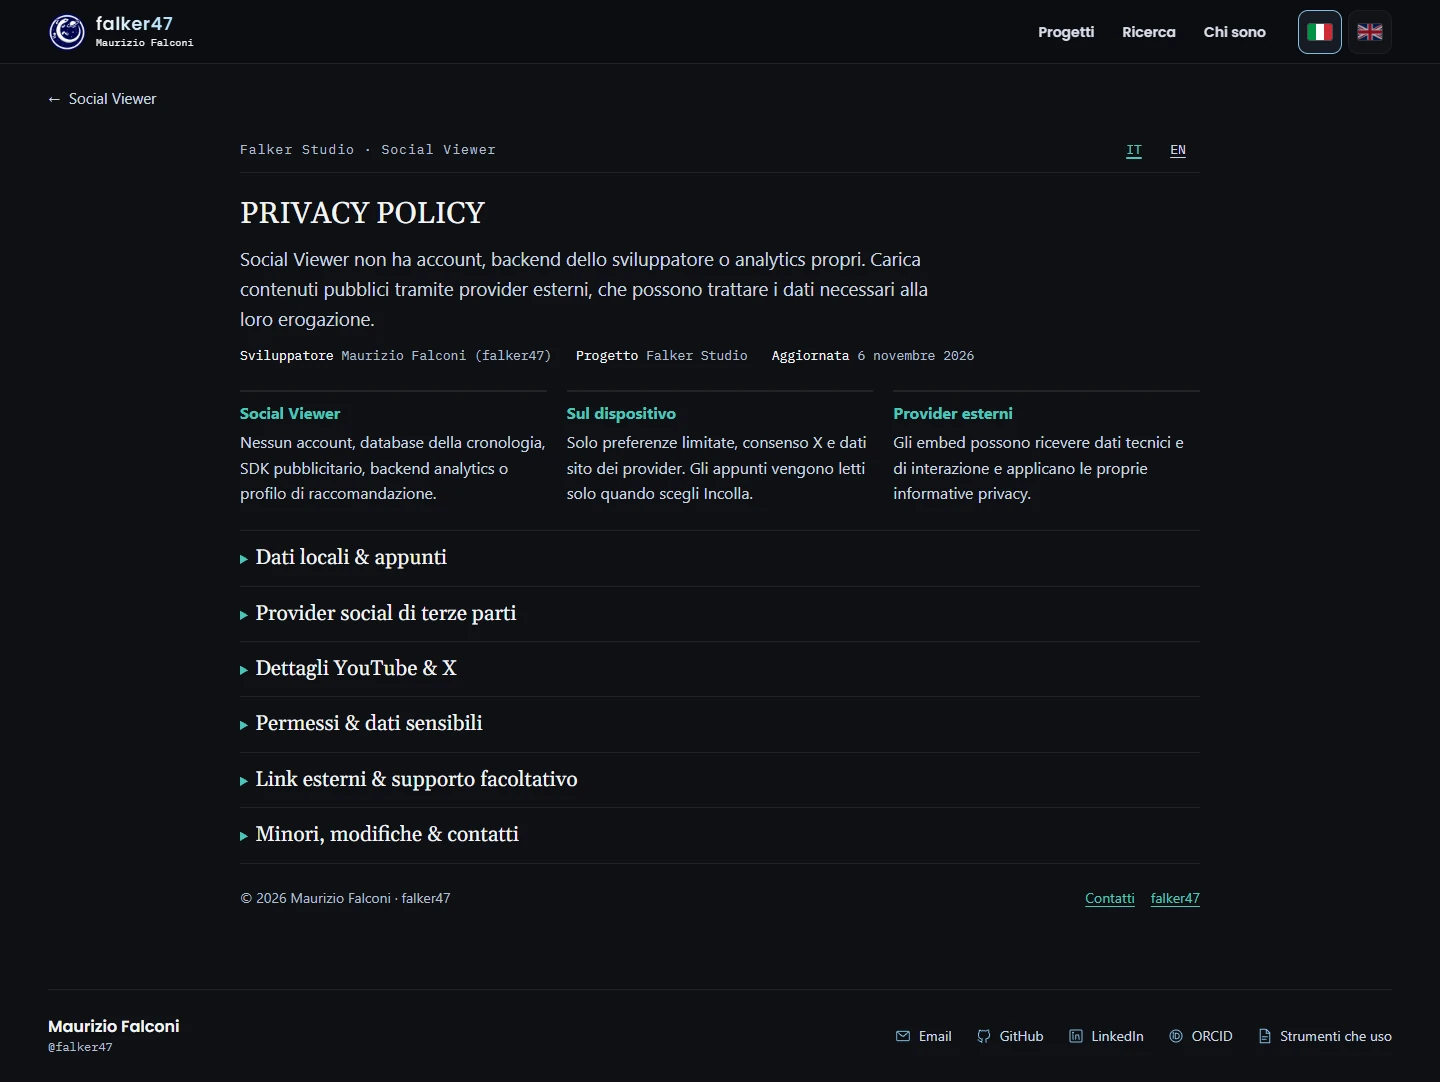 falker47
Maurizio Falconi
Progetti
Ricerca
Chi sono
← Social Viewer
Falker Studio · Social Viewer
IT
EN
PRIVACY POLICY
Social Viewer non ha account, backend dello sviluppatore o analytics propri. Carica
contenuti pubblici tramite provider esterni, che possono trattare i dati necessari alla
loro erogazione.
Sviluppatore Maurizio Falconi (falker47) Progetto Falker Studio Aggiornata 6 novembre 2026
Social Viewer
Nessun account, database della cronologia,
SDK pubblicitario, backend analytics o
profilo di raccomandazione.
Sul dispositivo
Solo preferenze limitate, consenso X e dati
sito dei provider. Gli appunti vengono letti
solo quando scegli Incolla.
Provider esterni
Gli embed possono ricevere dati tecnici e
di interazione e applicano le proprie
informative privacy.
Dati locali & appunti
Provider social di terze parti
Dettagli YouTube & X
Permessi & dati sensibili
Link esterni & supporto facoltativo
Minori, modifiche & contatti
© 2026 Maurizio Falconi · falker47
Contatti
falker47
Maurizio Falconi
@falker47
Email
GitHub
LinkedIn
ORCID
Strumenti che uso